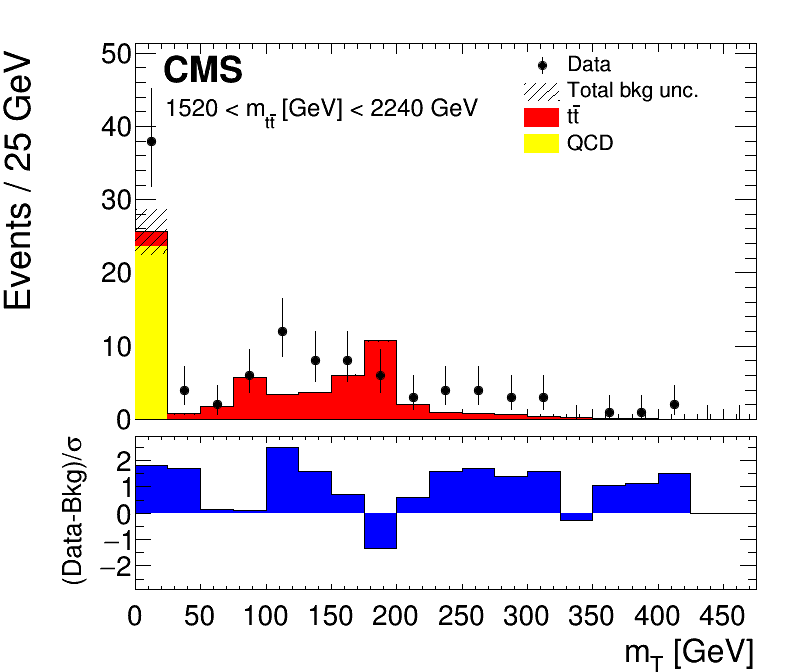 CMS
1520 < m_tt̄ [GeV] < 2240 GeV
Data
Total bkg unc.
tt̄
QCD
Events / 25 GeV
50
40
30
20
10
0
(Data-Bkg)/σ
2
1
0
−1
−2
0 50 100 150 200 250 300 350 400 450
m_T [GeV]